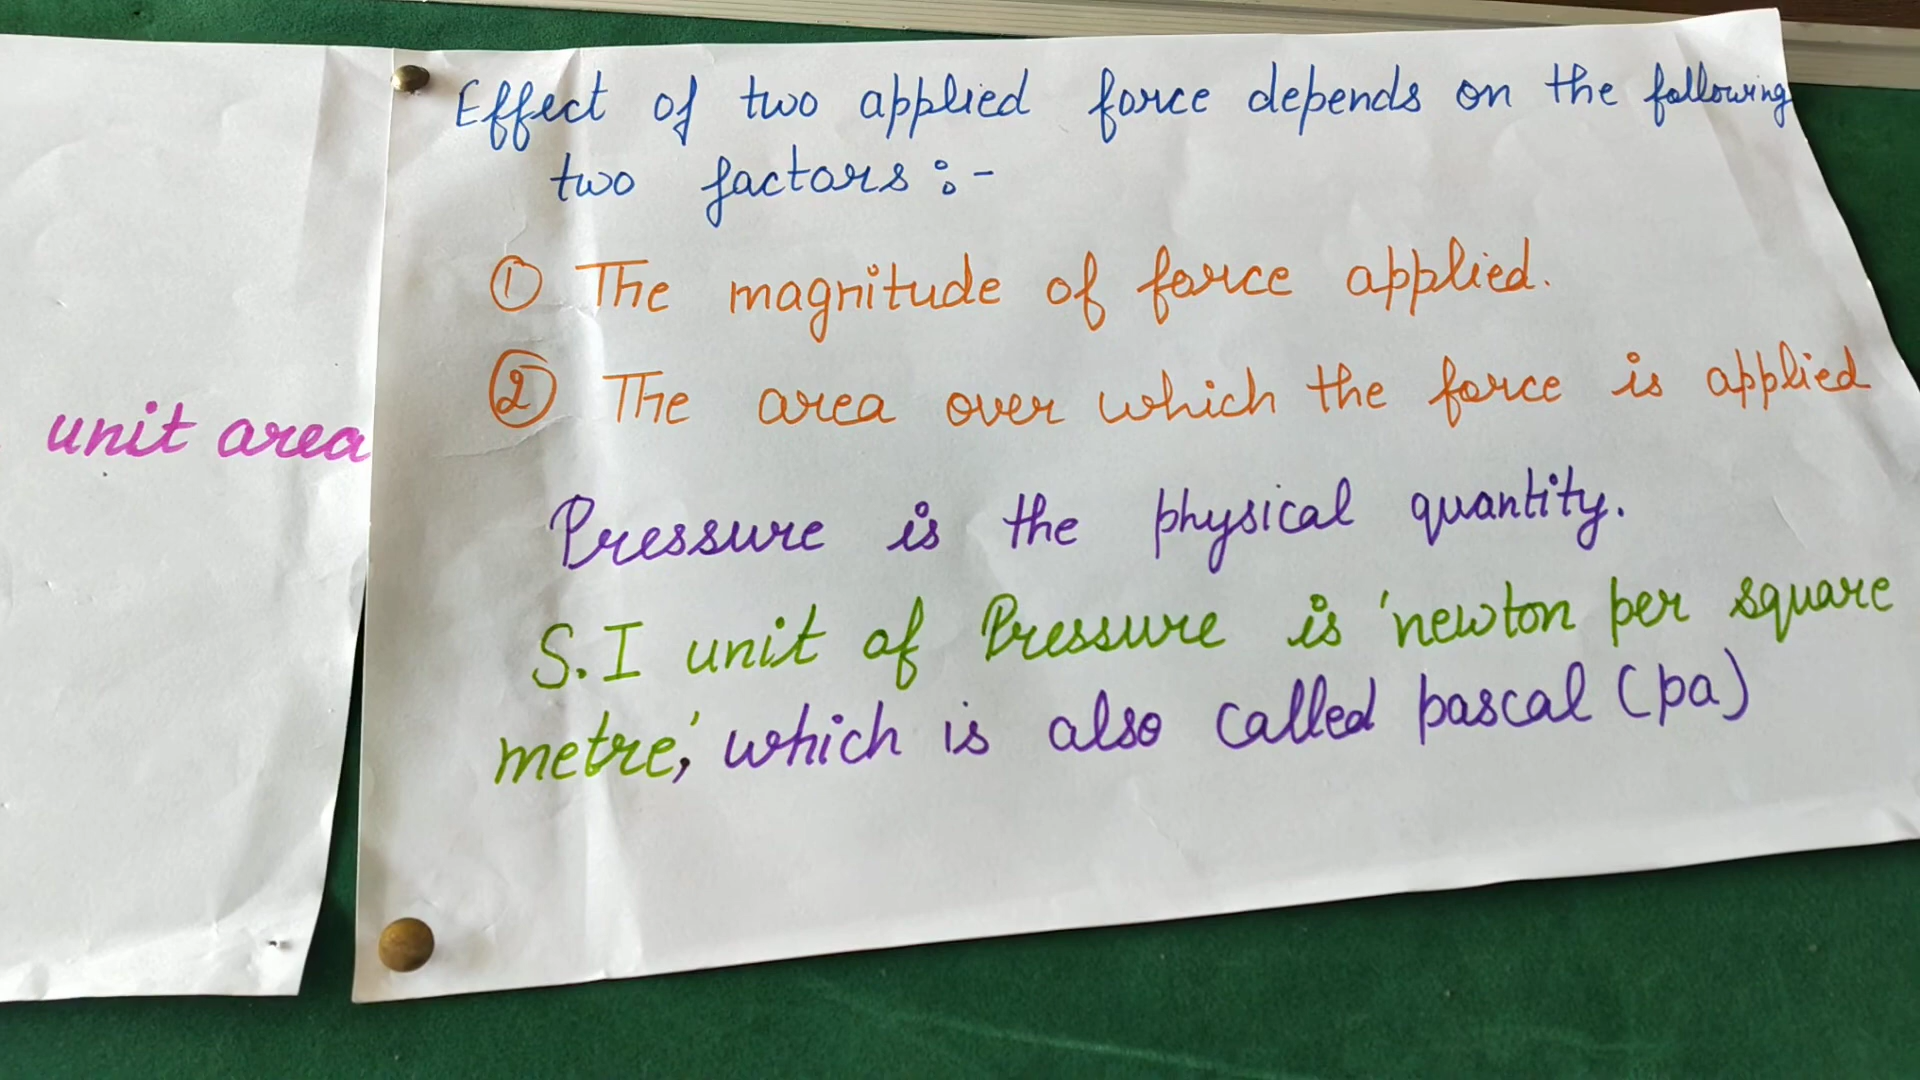 Effect of two applied force depends on the following
two factors :-
① The magnitude of force applied.
② The area over which the force is applied
unit area
Pressure is the physical quantity.
S.I unit of Pressure is 'newton per square
metre,' which is also called pascal (pa)